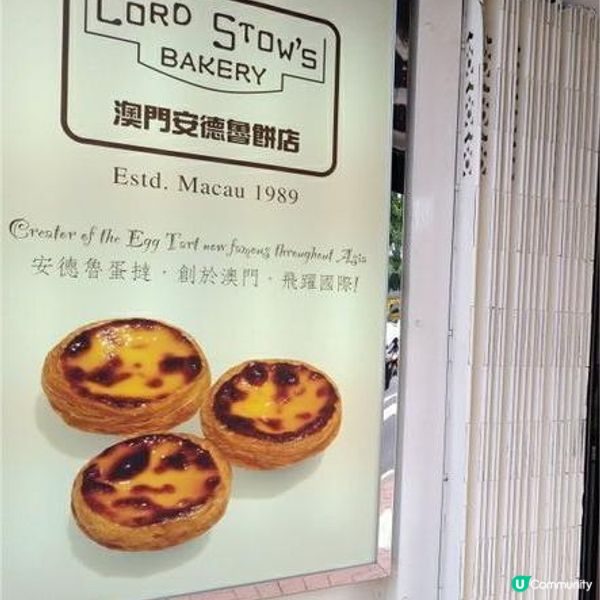 LORD STOW'S
BAKERY
澳門安德魯餅店
Estd. Macau 1989
Creator of the Egg Tart now famous throughout Asia
安德魯蛋撻，創於澳門，飛躍國際!
U Community